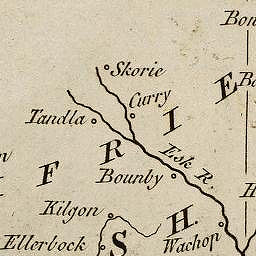 Bon
Skorie
Curry
Tandla
Esk R.
Bounby
Kilgon
Ellerbock
Wachop
F R I E
S H